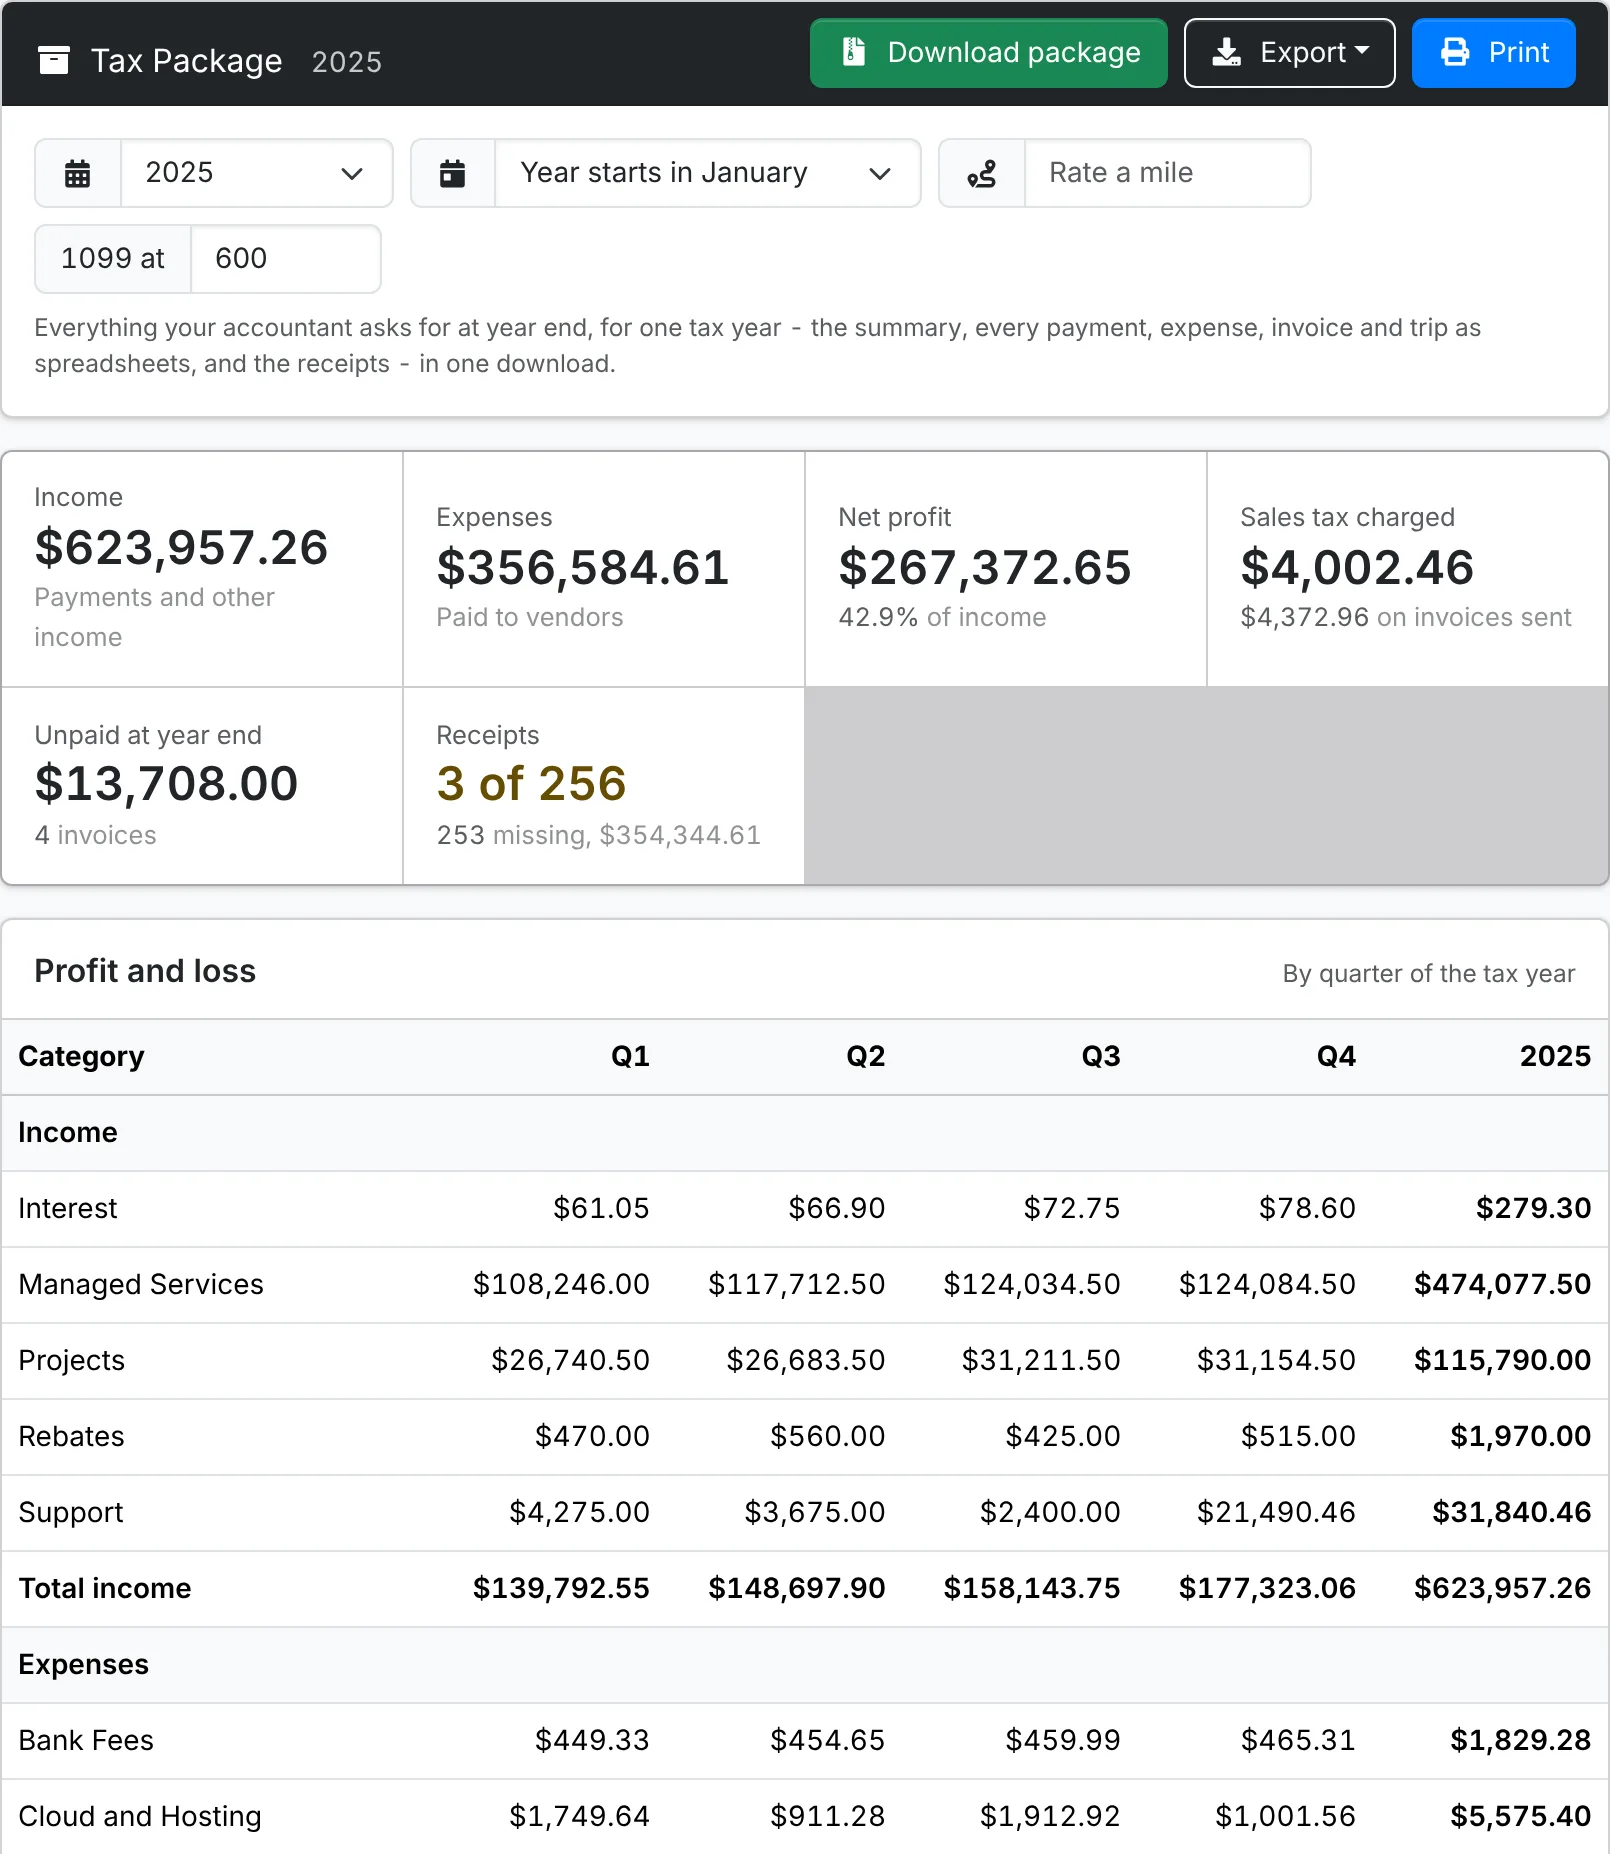 Tax Package 2025
Download package
Export
Print
2025
Year starts in January
Rate a mile
1099 at 600
Everything your accountant asks for at year end, for one tax year - the summary, every payment, expense, invoice and trip as
spreadsheets, and the receipts - in one download.
Income
$623,957.26
Payments and other
income
Expenses
$356,584.61
Paid to vendors
Net profit
$267,372.65
42.9% of income
Sales tax charged
$4,002.46
$4,372.96 on invoices sent
Unpaid at year end
$13,708.00
4 invoices
Receipts
3 of 256
253 missing, $354,344.61
Profit and loss
By quarter of the tax year
Category Q1 Q2 Q3 Q4 2025
Income
Interest $61.05 $66.90 $72.75 $78.60 $279.30
Managed Services $108,246.00 $117,712.50 $124,034.50 $124,084.50 $474,077.50
Projects $26,740.50 $26,683.50 $31,211.50 $31,154.50 $115,790.00
Rebates $470.00 $560.00 $425.00 $515.00 $1,970.00
Support $4,275.00 $3,675.00 $2,400.00 $21,490.46 $31,840.46
Total income $139,792.55 $148,697.90 $158,143.75 $177,323.06 $623,957.26
Expenses
Bank Fees $449.33 $454.65 $459.99 $465.31 $1,829.28
Cloud and Hosting $1,749.64 $911.28 $1,912.92 $1,001.56 $5,575.40